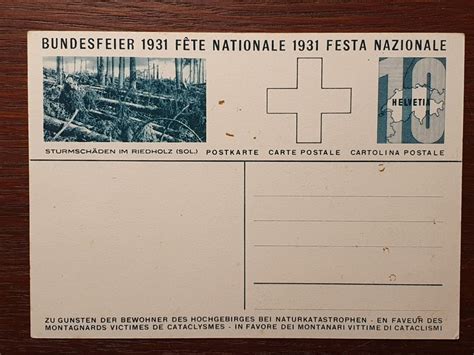 BUNDESFEIER 1931 FÊTE NATIONALE 1931 FESTA NAZIONALE
10
HELVETIA
STURMSCHÄDEN IM RIEDHOLZ (SOL.) POSTKARTE CARTE POSTALE CARTOLINA POSTALE
ZU GUNSTEN DER BEWOHNER DES HOCHGEBIRGES BEI NATURKATASTROPHEN - EN FAVEUR DES
MONTAGNARDS VICTIMES DE CATACLYSMES - IN FAVORE DEI MONTANARI VITTIME DI CATACLISMI